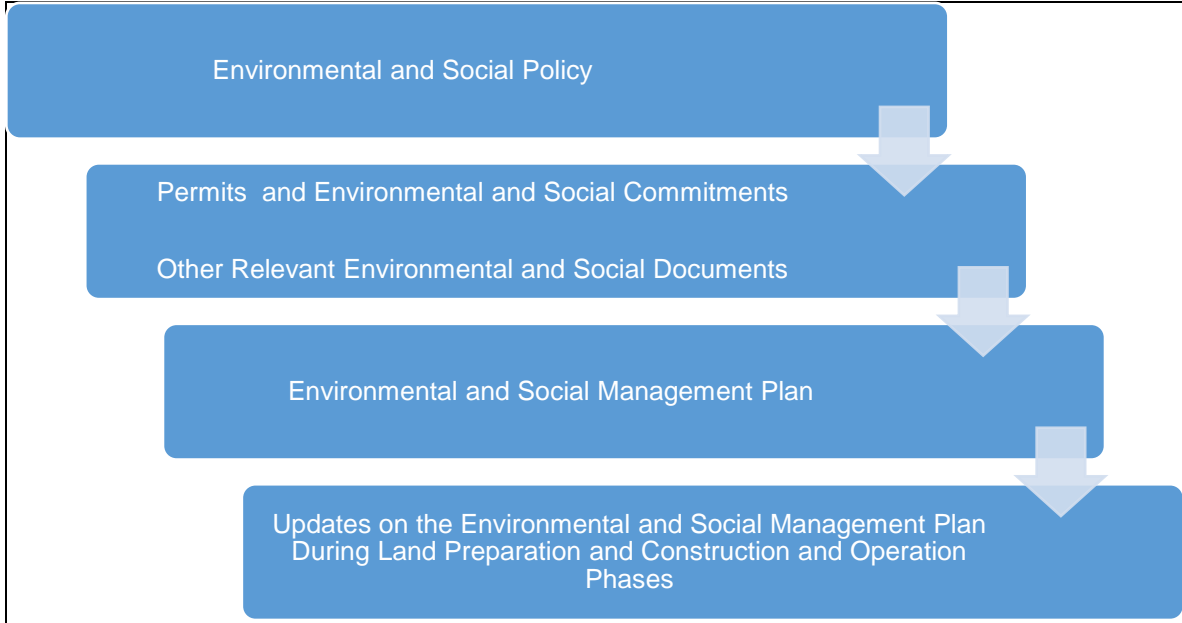 Environmental and Social Policy
Permits and Environmental and Social Commitments
Other Relevant Environmental and Social Documents
Environmental and Social Management Plan
Updates on the Environmental and Social Management Plan
During Land Preparation and Construction and Operation
Phases